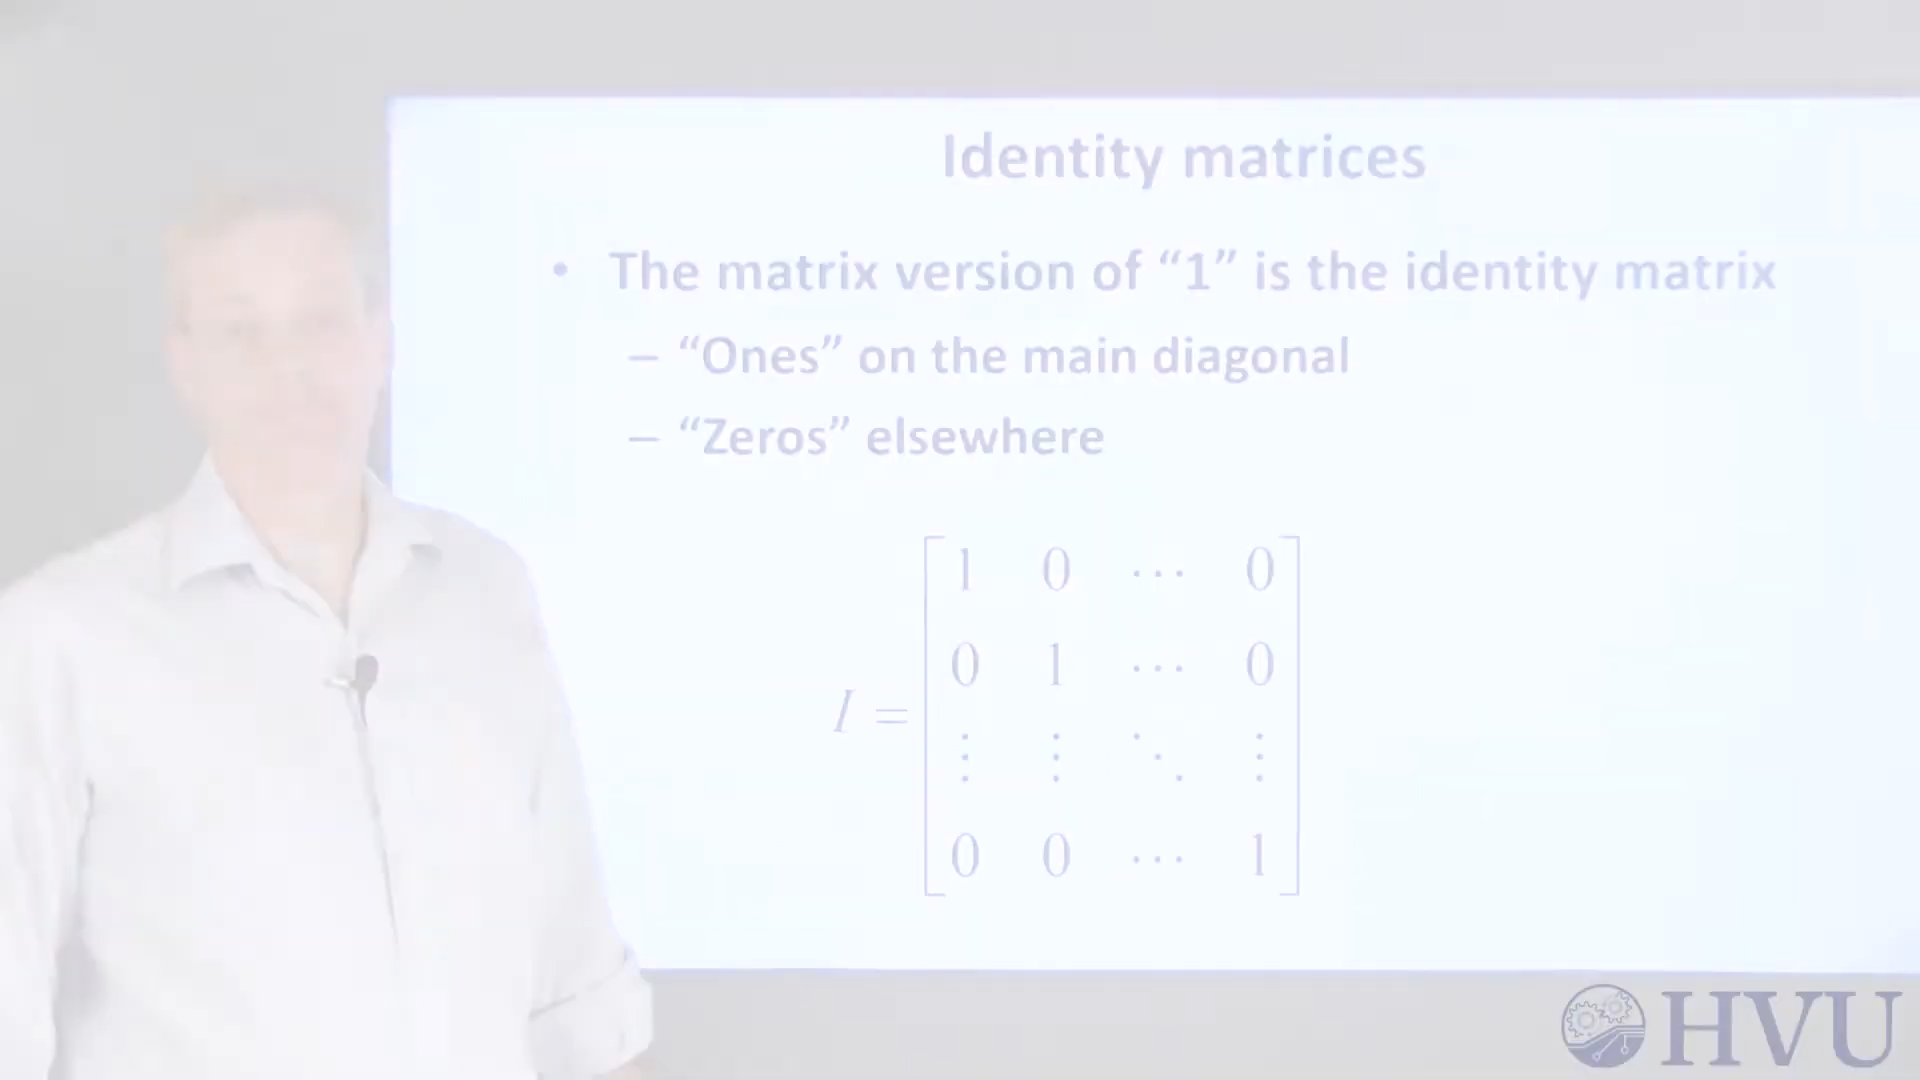 Identity matrices
• The matrix version of “1” is the identity matrix
– “Ones” on the main diagonal
– “Zeros” elsewhere
I =
1 0 ⋯ 0
0 1 ⋯ 0
⋮ ⋮ ⋱ ⋮
0 0 ⋯ 1
HVU